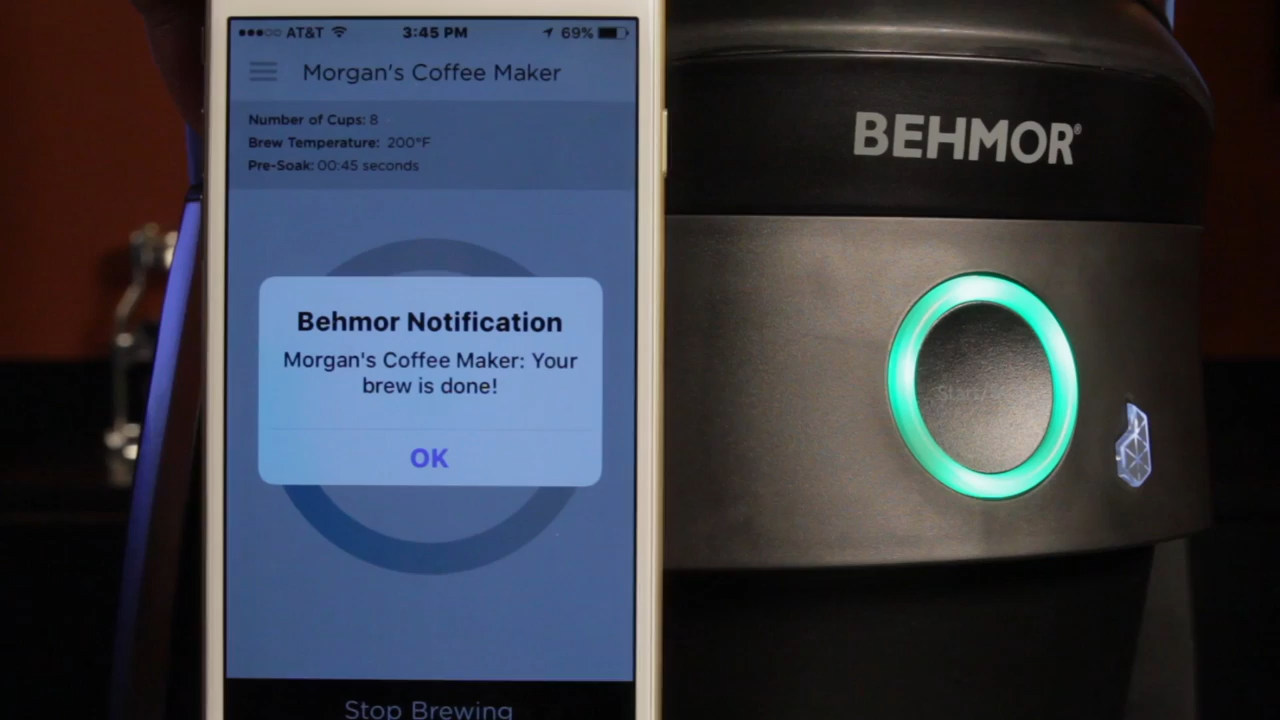 AT&T 3:45 PM 69%
Morgan's Coffee Maker
Number of Cups: 8
Brew Temperature: 200°F
Pre-Soak: 00:45 seconds
Behmor Notification
Morgan's Coffee Maker: Your
brew is done!
OK
Stop Brewing
BEHMOR®